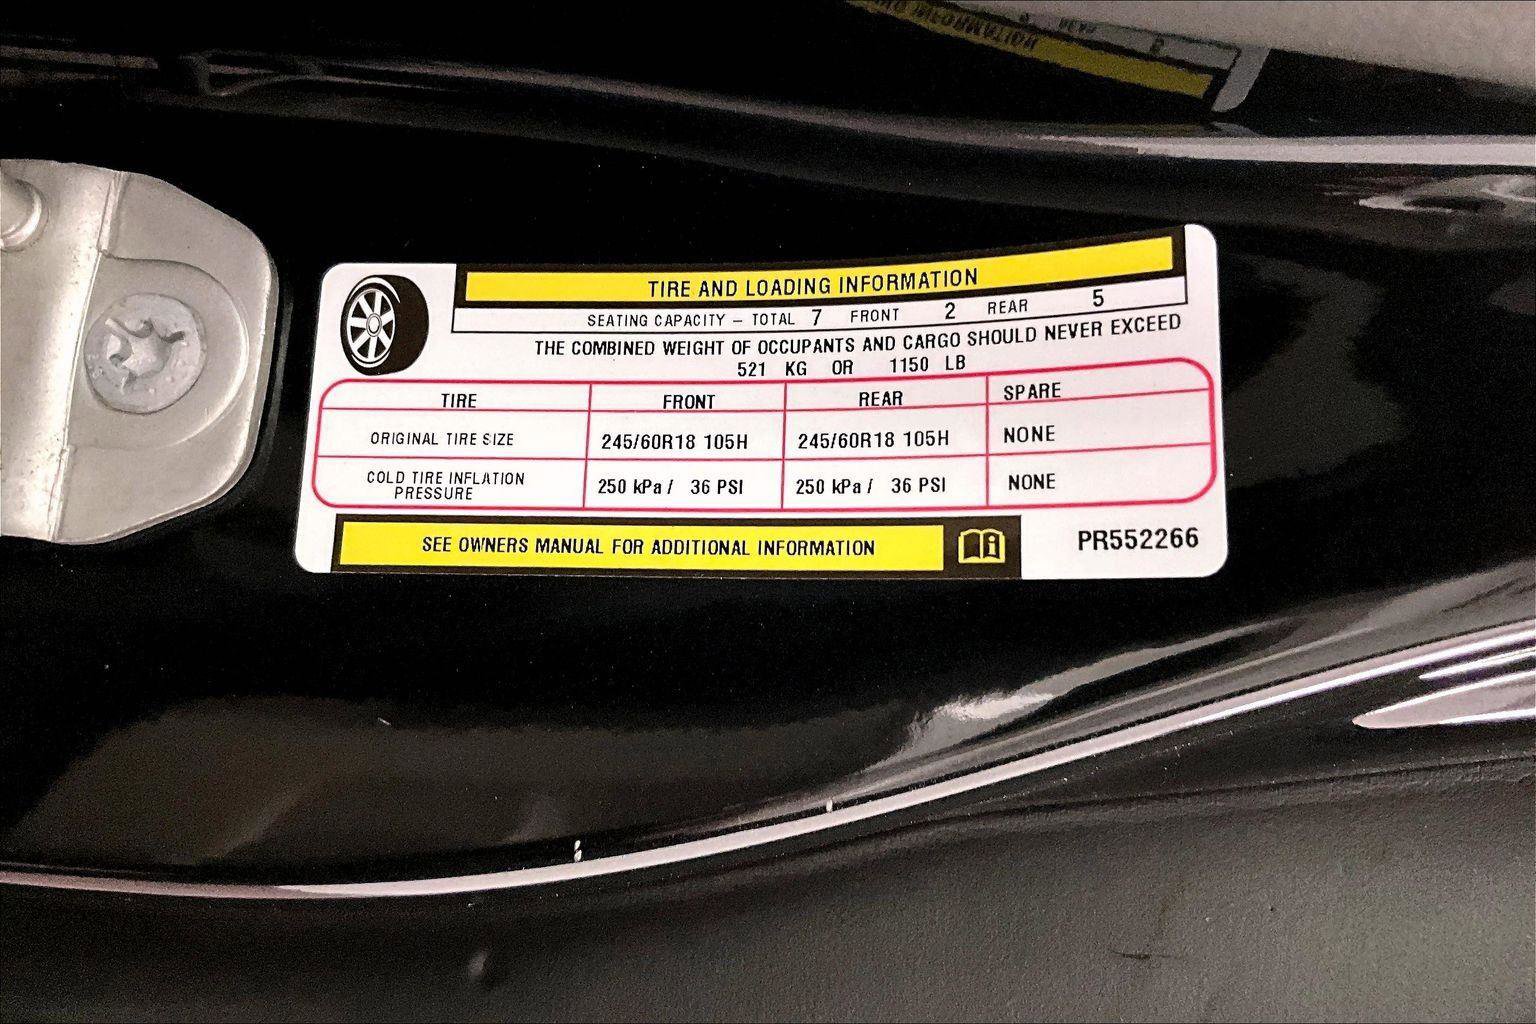 TIRE AND LOADING INFORMATION
SEATING CAPACITY – TOTAL 7 FRONT 2 REAR 5
THE COMBINED WEIGHT OF OCCUPANTS AND CARGO SHOULD NEVER EXCEED
521 KG OR 1150 LB
TIRE FRONT REAR SPARE
ORIGINAL TIRE SIZE 245/60R18 105H 245/60R18 105H NONE
COLD TIRE INFLATION PRESSURE 250 kPa / 36 PSI 250 kPa / 36 PSI NONE
SEE OWNERS MANUAL FOR ADDITIONAL INFORMATION
PR552266